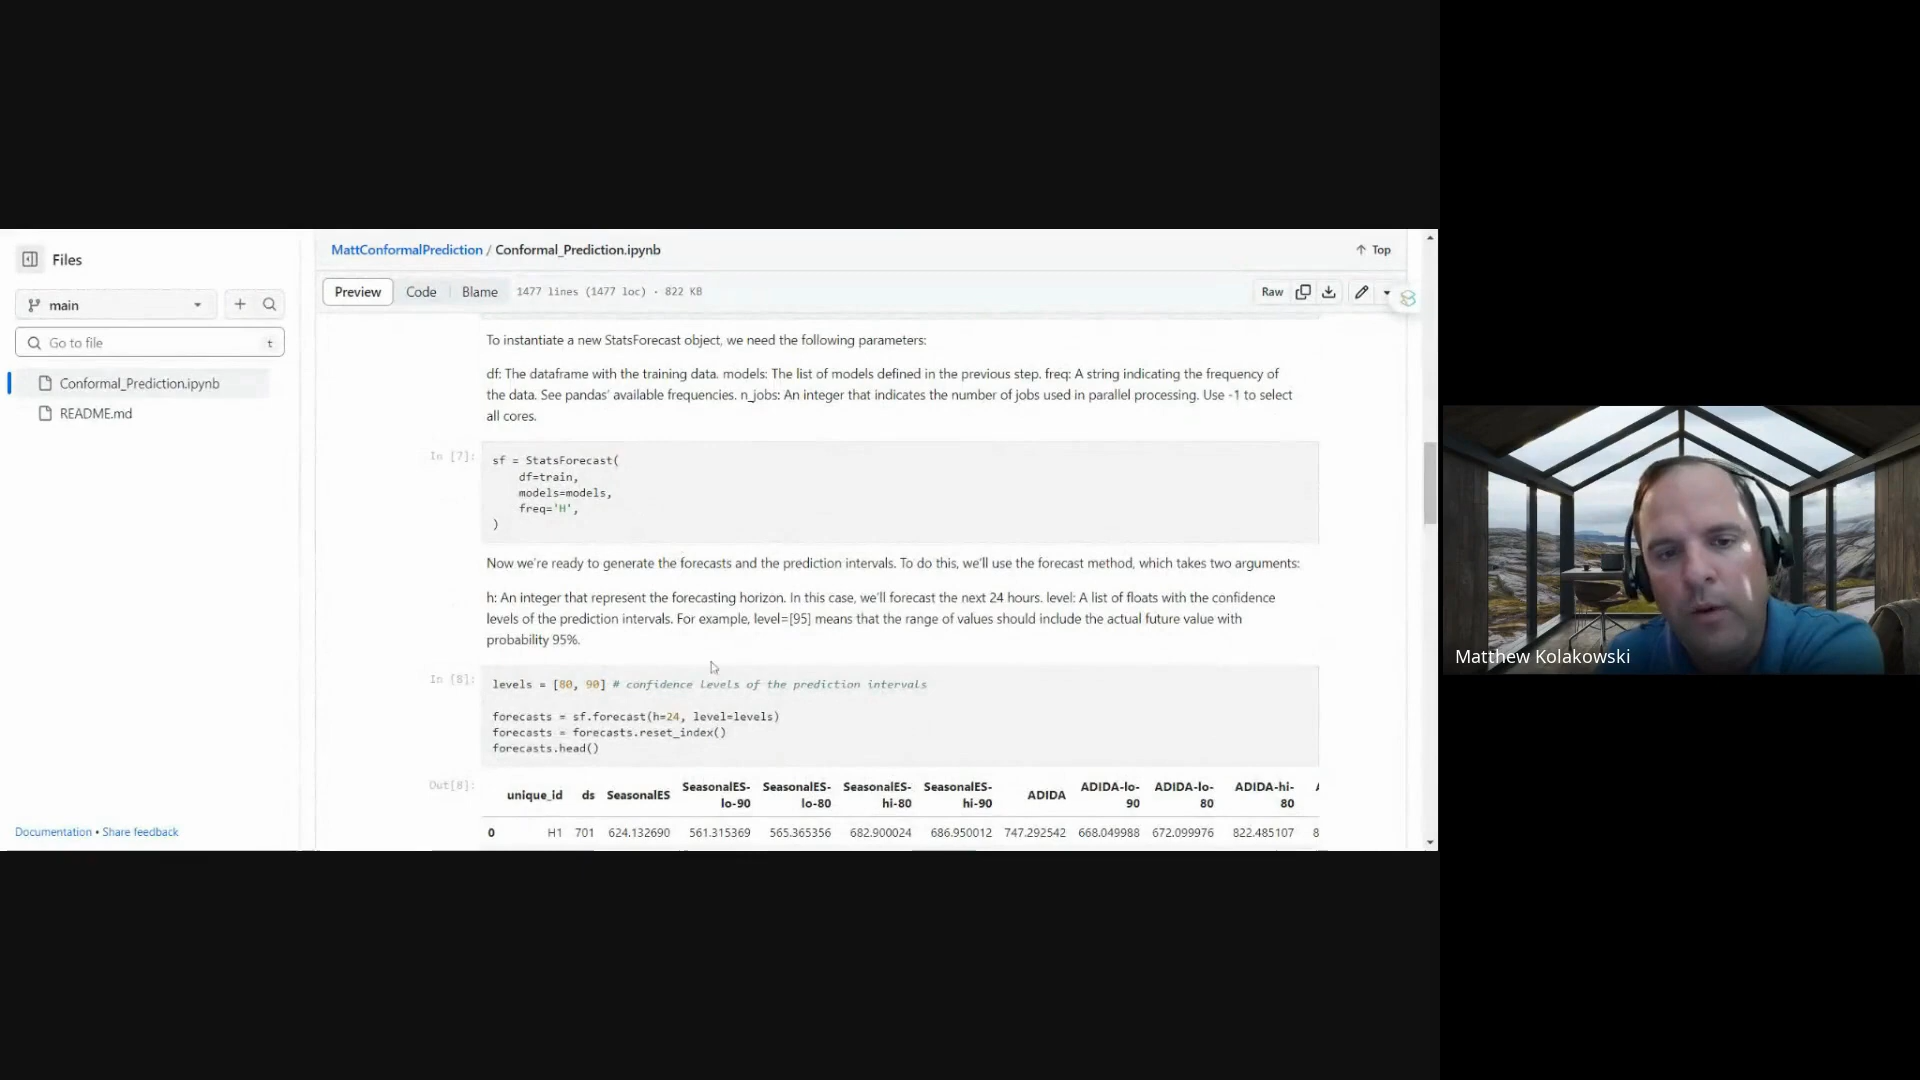 Files
main
Go to file
t
Conformal_Prediction.ipynb
README.md
Documentation • Share feedback
MattConformalPrediction / Conformal_Prediction.ipynb
Top
Preview
Code
Blame
1477 lines (1477 loc) · 822 KB
Raw
To instantiate a new StatsForecast object, we need the following parameters:
df: The dataframe with the training data. models: The list of models defined in the previous step. freq: A string indicating the frequency of
the data. See pandas' available frequencies. n_jobs: An integer that indicates the number of jobs used in parallel processing. Use -1 to select
all cores.
In [7]:
sf = StatsForecast(
df=train,
models=models,
freq='H',
)
Now we're ready to generate the forecasts and the prediction intervals. To do this, we'll use the forecast method, which takes two arguments:
h: An integer that represent the forecasting horizon. In this case, we'll forecast the next 24 hours. level: A list of floats with the confidence
levels of the prediction intervals. For example, level=[95] means that the range of values should include the actual future value with
probability 95%.
In [8]:
levels = [80, 90] # confidence levels of the prediction intervals
forecasts = sf.forecast(h=24, level=levels)
forecasts = forecasts.reset_index()
forecasts.head()
Out[8]:
unique_id ds SeasonalES SeasonalES-lo-90 SeasonalES-lo-80 SeasonalES-hi-80 SeasonalES-hi-90 ADIDA ADIDA-lo-90 ADIDA-lo-80 ADIDA-hi-80
0 H1 701 624.132690 561.315369 565.365356 682.900024 686.950012 747.292542 668.049988 672.099976 822.485107 8
Matthew Kolakowski